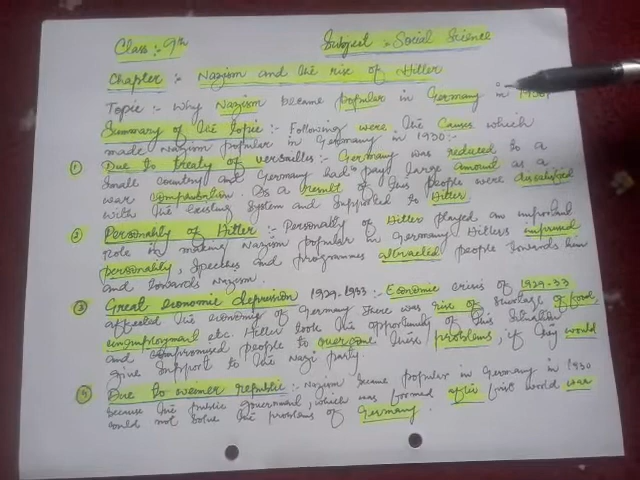 Class :- 9th Subject :- Social Science
Chapter :- Nazism and the rise of Hitler
Topic :- Why Nazism became popular in Germany in 1930?
Summary of the topic :- Following were the causes which
made Nazism popular in Germany in 1930:-
① Due to treaty of versailles :- Germany was reduced to a
small country and Germany had to pay large amount as a
war compensation. As a result of this people were dissatisfied
with the existing system and supported to Hitler.
② Personality of Hitler :- Personality of Hitler played an important
role in making Nazism popular in Germany. Hitlers
personality, speeches and programmes attracted people towards him
and towards Nazism.
③ Great economic depression 1929-1933 :- Economic crisis of 1929-33
affected the economy of Germany. There was rise of shortage of food
unemployment etc. Hitler took the opportunity of this situation
and people to overcome these problems, if they would
give support to the Nazi party.
④ Due to weimer republic :- Nazism became popular in Germany in 1930
because the public government, which was formed after first world war
could not solve the problems of Germany.